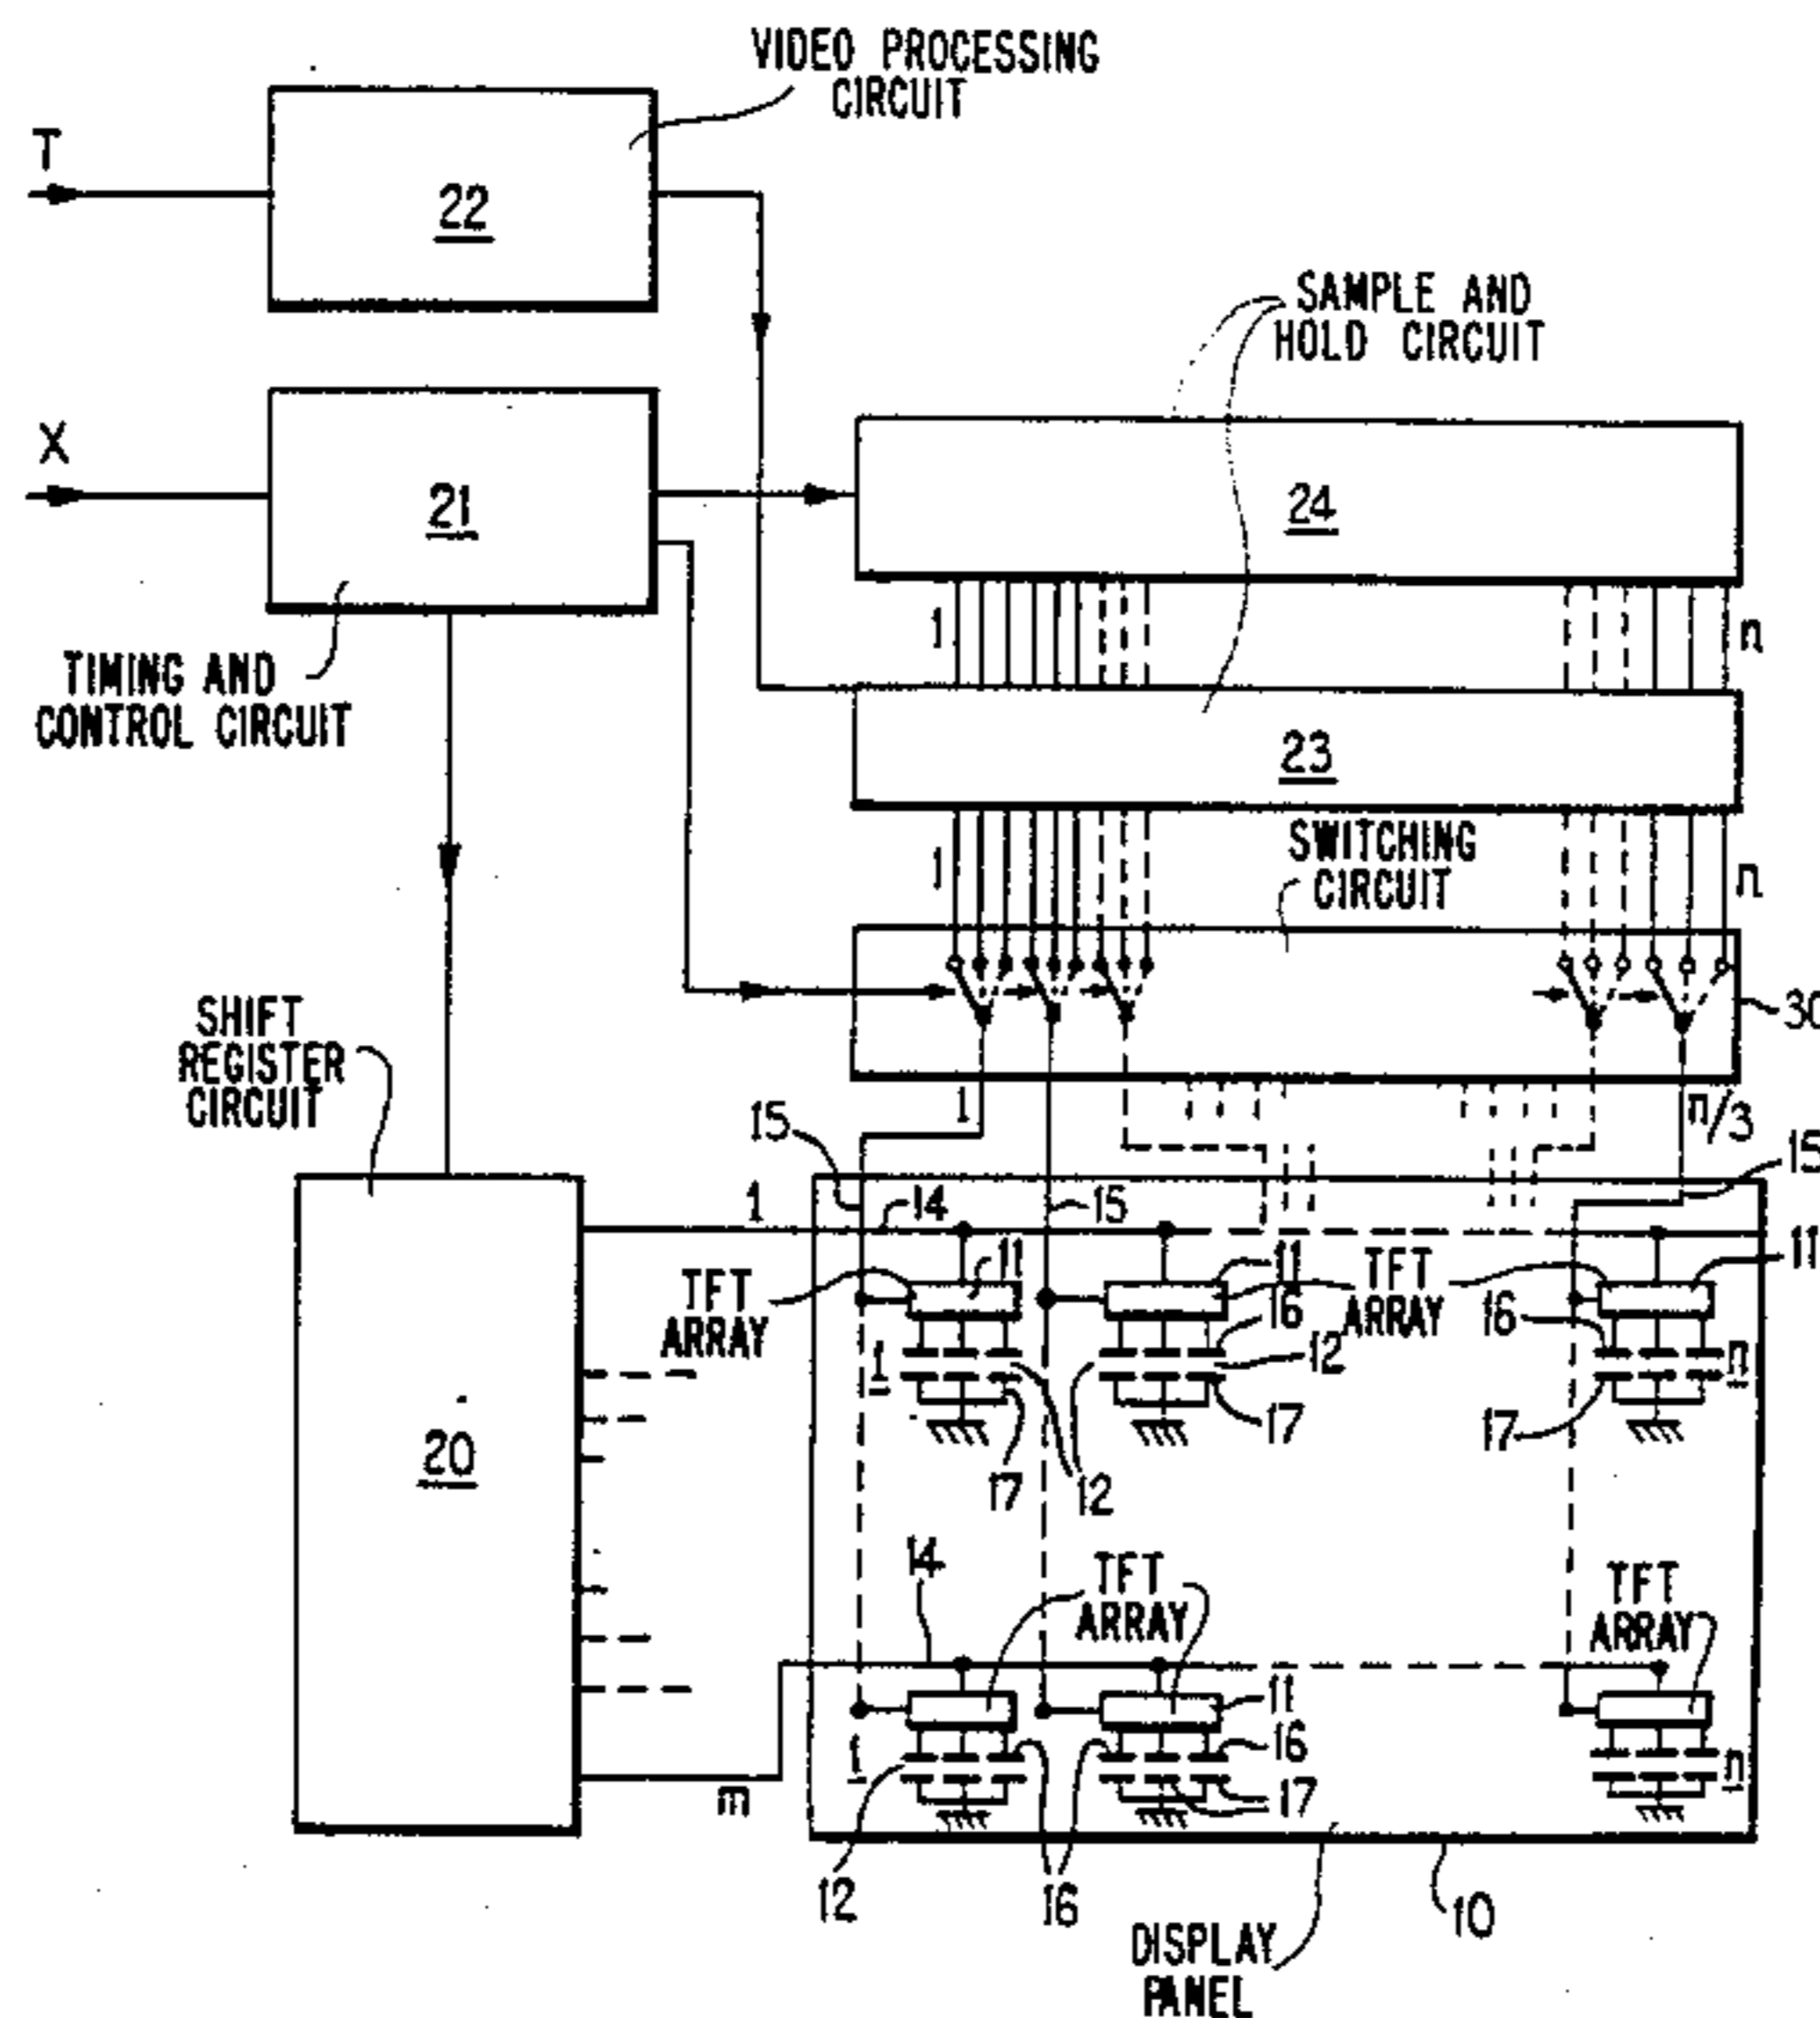 VIDEO PROCESSING
CIRCUIT
T
22
SAMPLE AND
HOLD CIRCUIT
X
21
24
1
n
TIMING AND
CONTROL CIRCUIT
23
SWITCHING
CIRCUIT
1
n
30
SHIFT
REGISTER
CIRCUIT
1
n/3
15
15
1
14
15
11
11
11
TFT
ARRAY
TFT
ARRAY
16
16
1
12
n
17
12
17
17
20
14
TFT
ARRAY
TFT
ARRAY
11
1
16
n
m
17
12
16
10
DISPLAY
PANEL